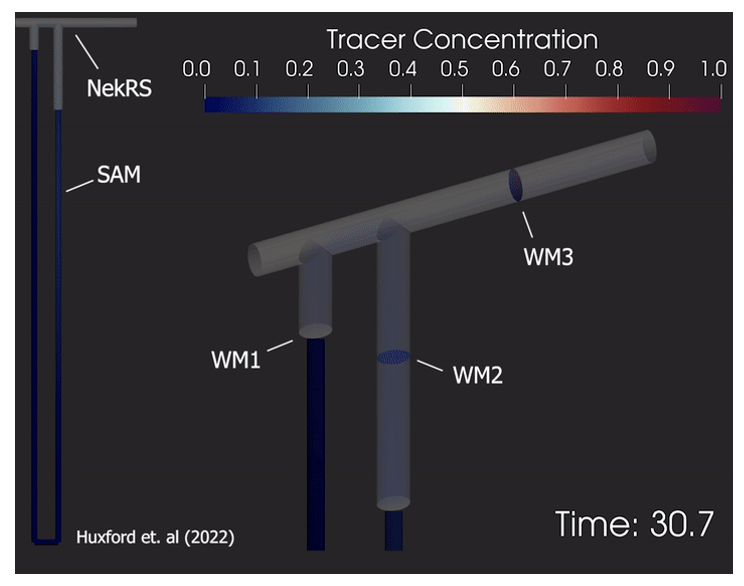 Tracer Concentration
0.0 0.1 0.2 0.3 0.4 0.5 0.6 0.7 0.8 0.9 1.0
NekRS
SAM
WM3
WM1
WM2
Time: 30.7
Huxford et. al (2022)